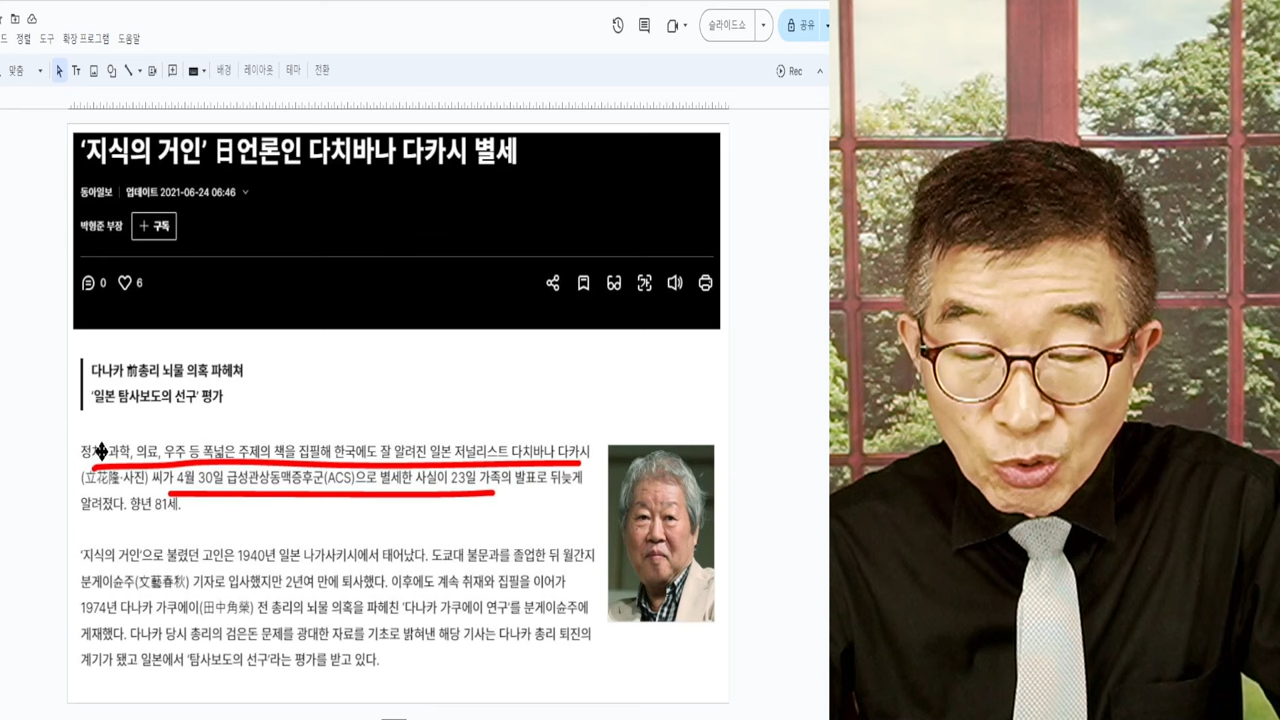 드 정렬 도구 확장 프로그램 도움말
슬라이드쇼
공유
맞춤
Tт
배경 레이아웃 테마 전환
Rec
‘지식의 거인’ 日언론인 다치바나 다카시 별세
동아일보 업데이트 2021-06-24 06:46
박형준 부장
+ 구독
0 6
가
다나카 前총리 뇌물 의혹 파헤쳐
‘일본 탐사보도의 선구’ 평가
과학, 의료, 우주 등 폭넓은 주제의 책을 집필해 한국에도 잘 알려진 일본 저널리스트 다치바나 다카시
(立花隆·사진) 씨가 4월 30일 급성관상동맥증후군(ACS)으로 별세한 사실이 23일 가족의 발표로 뒤늦게
알려졌다. 향년 81세.
‘지식의 거인’으로 불렸던 고인은 1940년 일본 나가사키시에서 태어났다. 도쿄대 불문과를 졸업한 뒤 월간지
분게이슌주(文藝春秋) 기자로 입사했지만 2년여 만에 퇴사했다. 이후에도 계속 취재와 집필을 이어가
1974년 다나카 가쿠에이(田中角榮) 전 총리의 뇌물 의혹을 파헤친 ‘다나카 가쿠에이 연구’를 분게이슌주에
게재했다. 다나카 당시 총리의 검은돈 문제를 광대한 자료를 기초로 밝혀낸 해당 기사는 다나카 총리 퇴진의
계기가 됐고 일본에서 ‘탐사보도의 선구’라는 평가를 받고 있다.